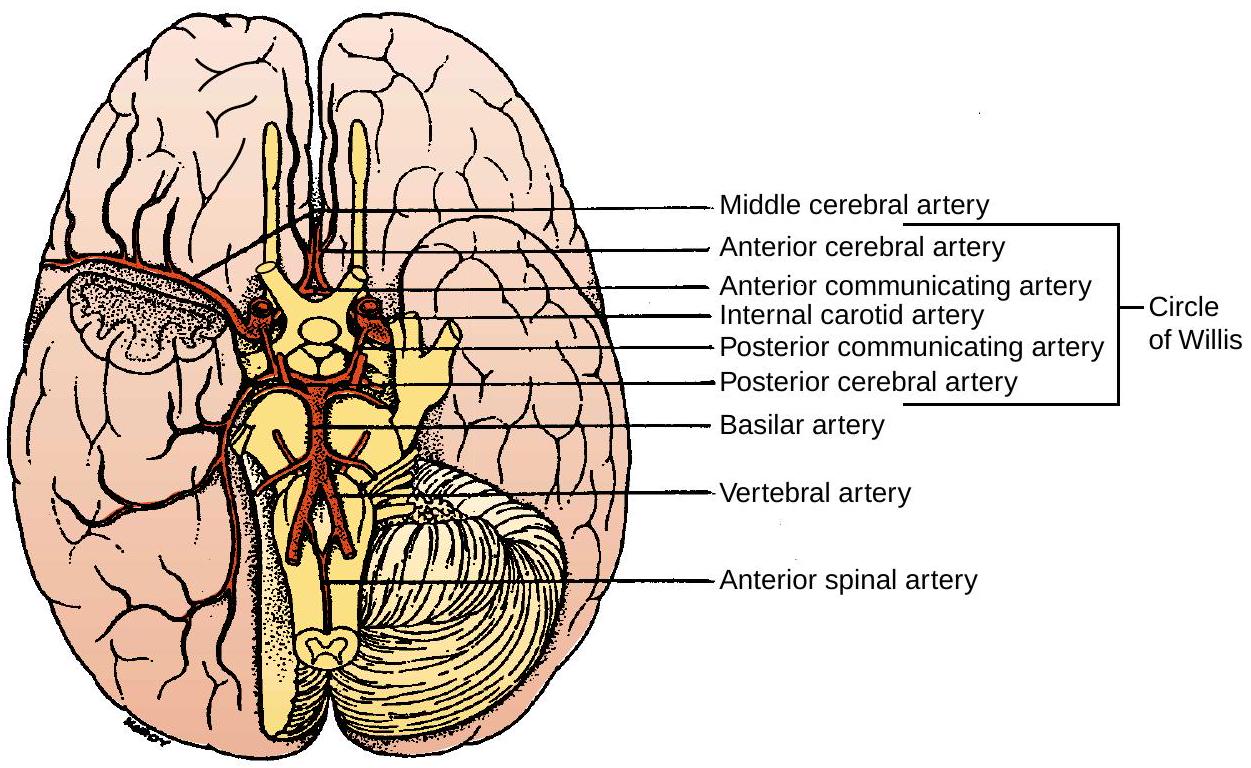 Middle cerebral artery
Anterior cerebral artery
Anterior communicating artery
Internal carotid artery
Posterior communicating artery
Posterior cerebral artery
Circle
of Willis
Basilar artery
Vertebral artery
Anterior spinal artery